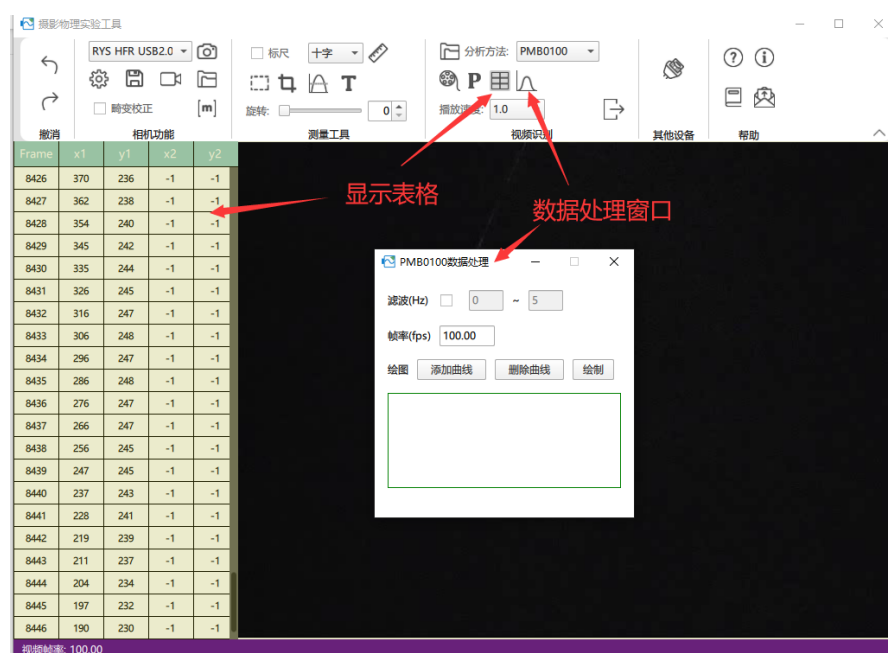 摄影物理实验工具
RYS HFR USB2.0
畸变校正
[m]
标尺 十字
T
旋转: 0
分析方法: PMB0100
P
播放速度: 1.0
撤消 相机功能 测量工具 视频识别 其他设备 帮助
Frame x1 y1 x2 y2
8426 370 236 -1 -1
8427 362 238 -1 -1
8428 354 240 -1 -1
8429 345 242 -1 -1
8430 335 244 -1 -1
8431 326 245 -1 -1
8432 316 247 -1 -1
8433 306 248 -1 -1
8434 296 247 -1 -1
8435 286 248 -1 -1
8436 276 247 -1 -1
8437 266 247 -1 -1
8438 256 245 -1 -1
8439 247 245 -1 -1
8440 237 243 -1 -1
8441 228 241 -1 -1
8442 219 239 -1 -1
8443 211 237 -1 -1
8444 204 234 -1 -1
8445 197 232 -1 -1
8446 190 230 -1 -1
显示表格
数据处理窗口
PMB0100数据处理
滤波(Hz) 0 ~ 5
帧率(fps) 100.00
绘图 添加曲线 删除曲线 绘制
视频帧率: 100.00